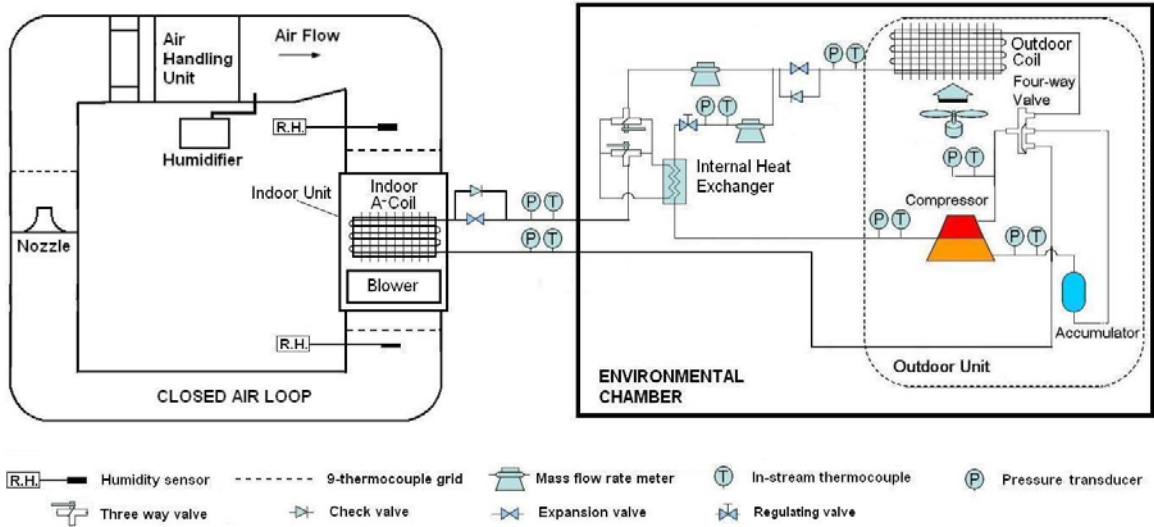 Air
Handling
Unit
Air Flow
R.H.
Humidifier
Indoor Unit
Indoor
A-Coil
Nozzle
Blower
R.H.
CLOSED AIR LOOP
P T
P T
P T
P T
Outdoor
Coil
Four-way
Valve
Internal Heat
Exchanger
P T
Compressor
P T
P T
Accumulator
Outdoor Unit
ENVIRONMENTAL
CHAMBER
R.H. Humidity sensor
9-thermocouple grid
Mass flow rate meter
T In-stream thermocouple
P Pressure transducer
Three way valve
Check valve
Expansion valve
Regulating valve